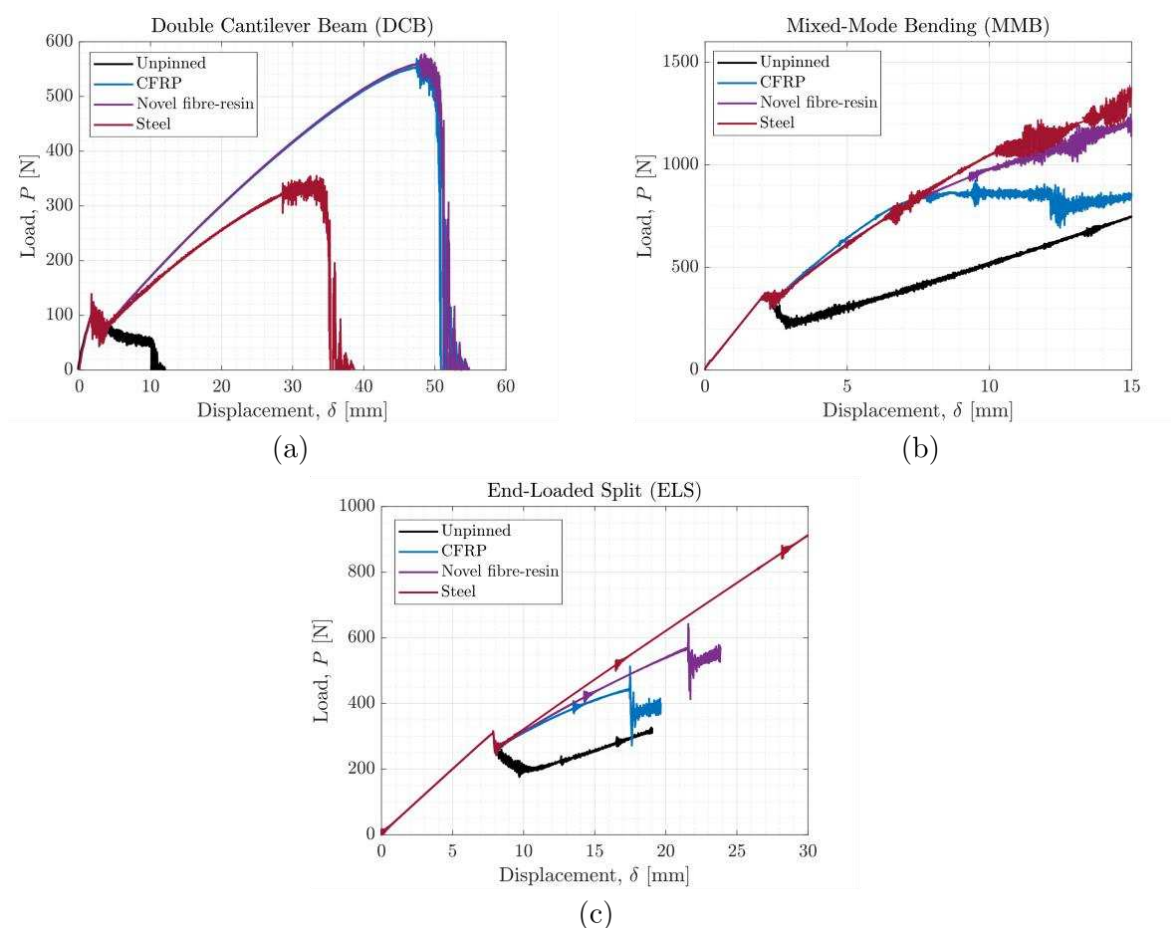 Double Cantilever Beam (DCB)
600
500
400
300
200
100
0
Load, P [N]
Unpinned
CFRP
Novel fibre-resin
Steel
0 10 20 30 40 50 60
Displacement, δ [mm]
(a)
Mixed-Mode Bending (MMB)
1500
1000
500
0
Load, P [N]
Unpinned
CFRP
Novel fibre-resin
Steel
0 5 10 15
Displacement, δ [mm]
(b)
End-Loaded Split (ELS)
1000
800
600
400
200
0
Load, P [N]
Unpinned
CFRP
Novel fibre-resin
Steel
0 5 10 15 20 25 30
Displacement, δ [mm]
(c)